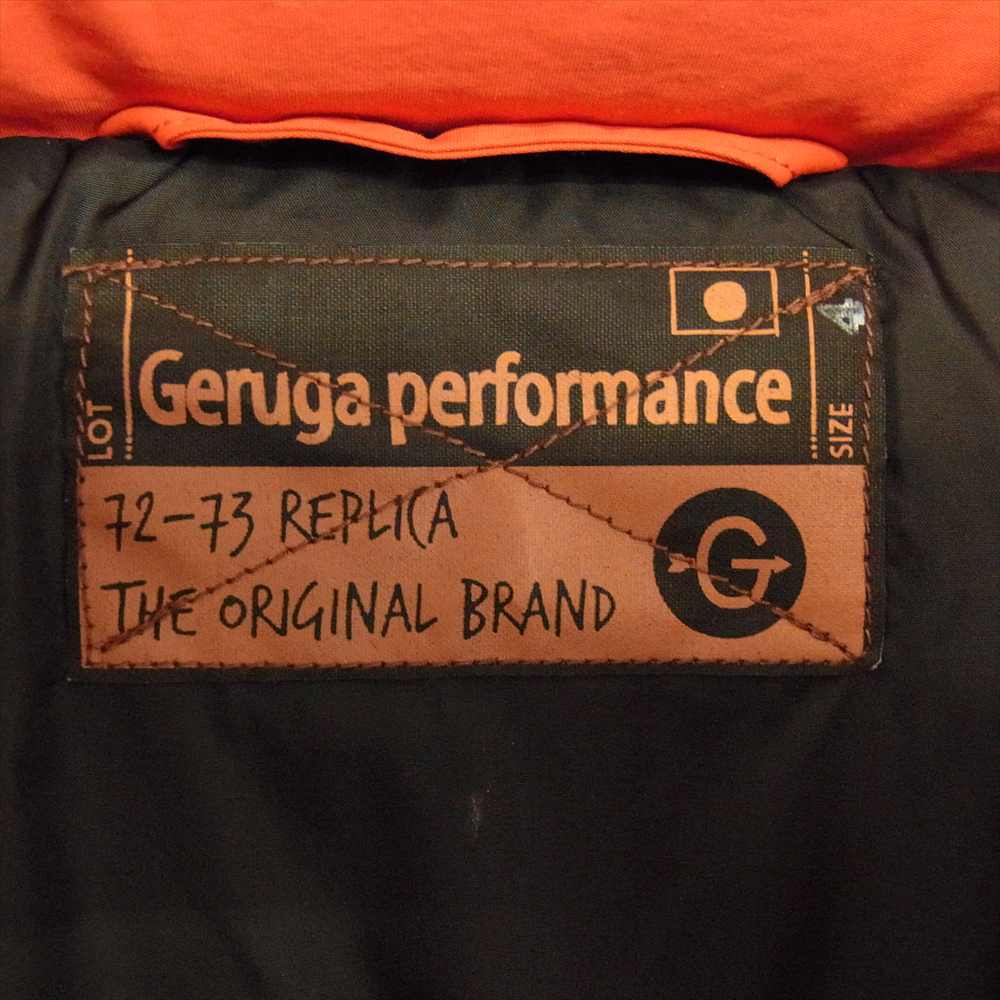 LOT
Geruga performance
SIZE 4
72-73 REPLICA
THE ORIGINAL BRAND
G